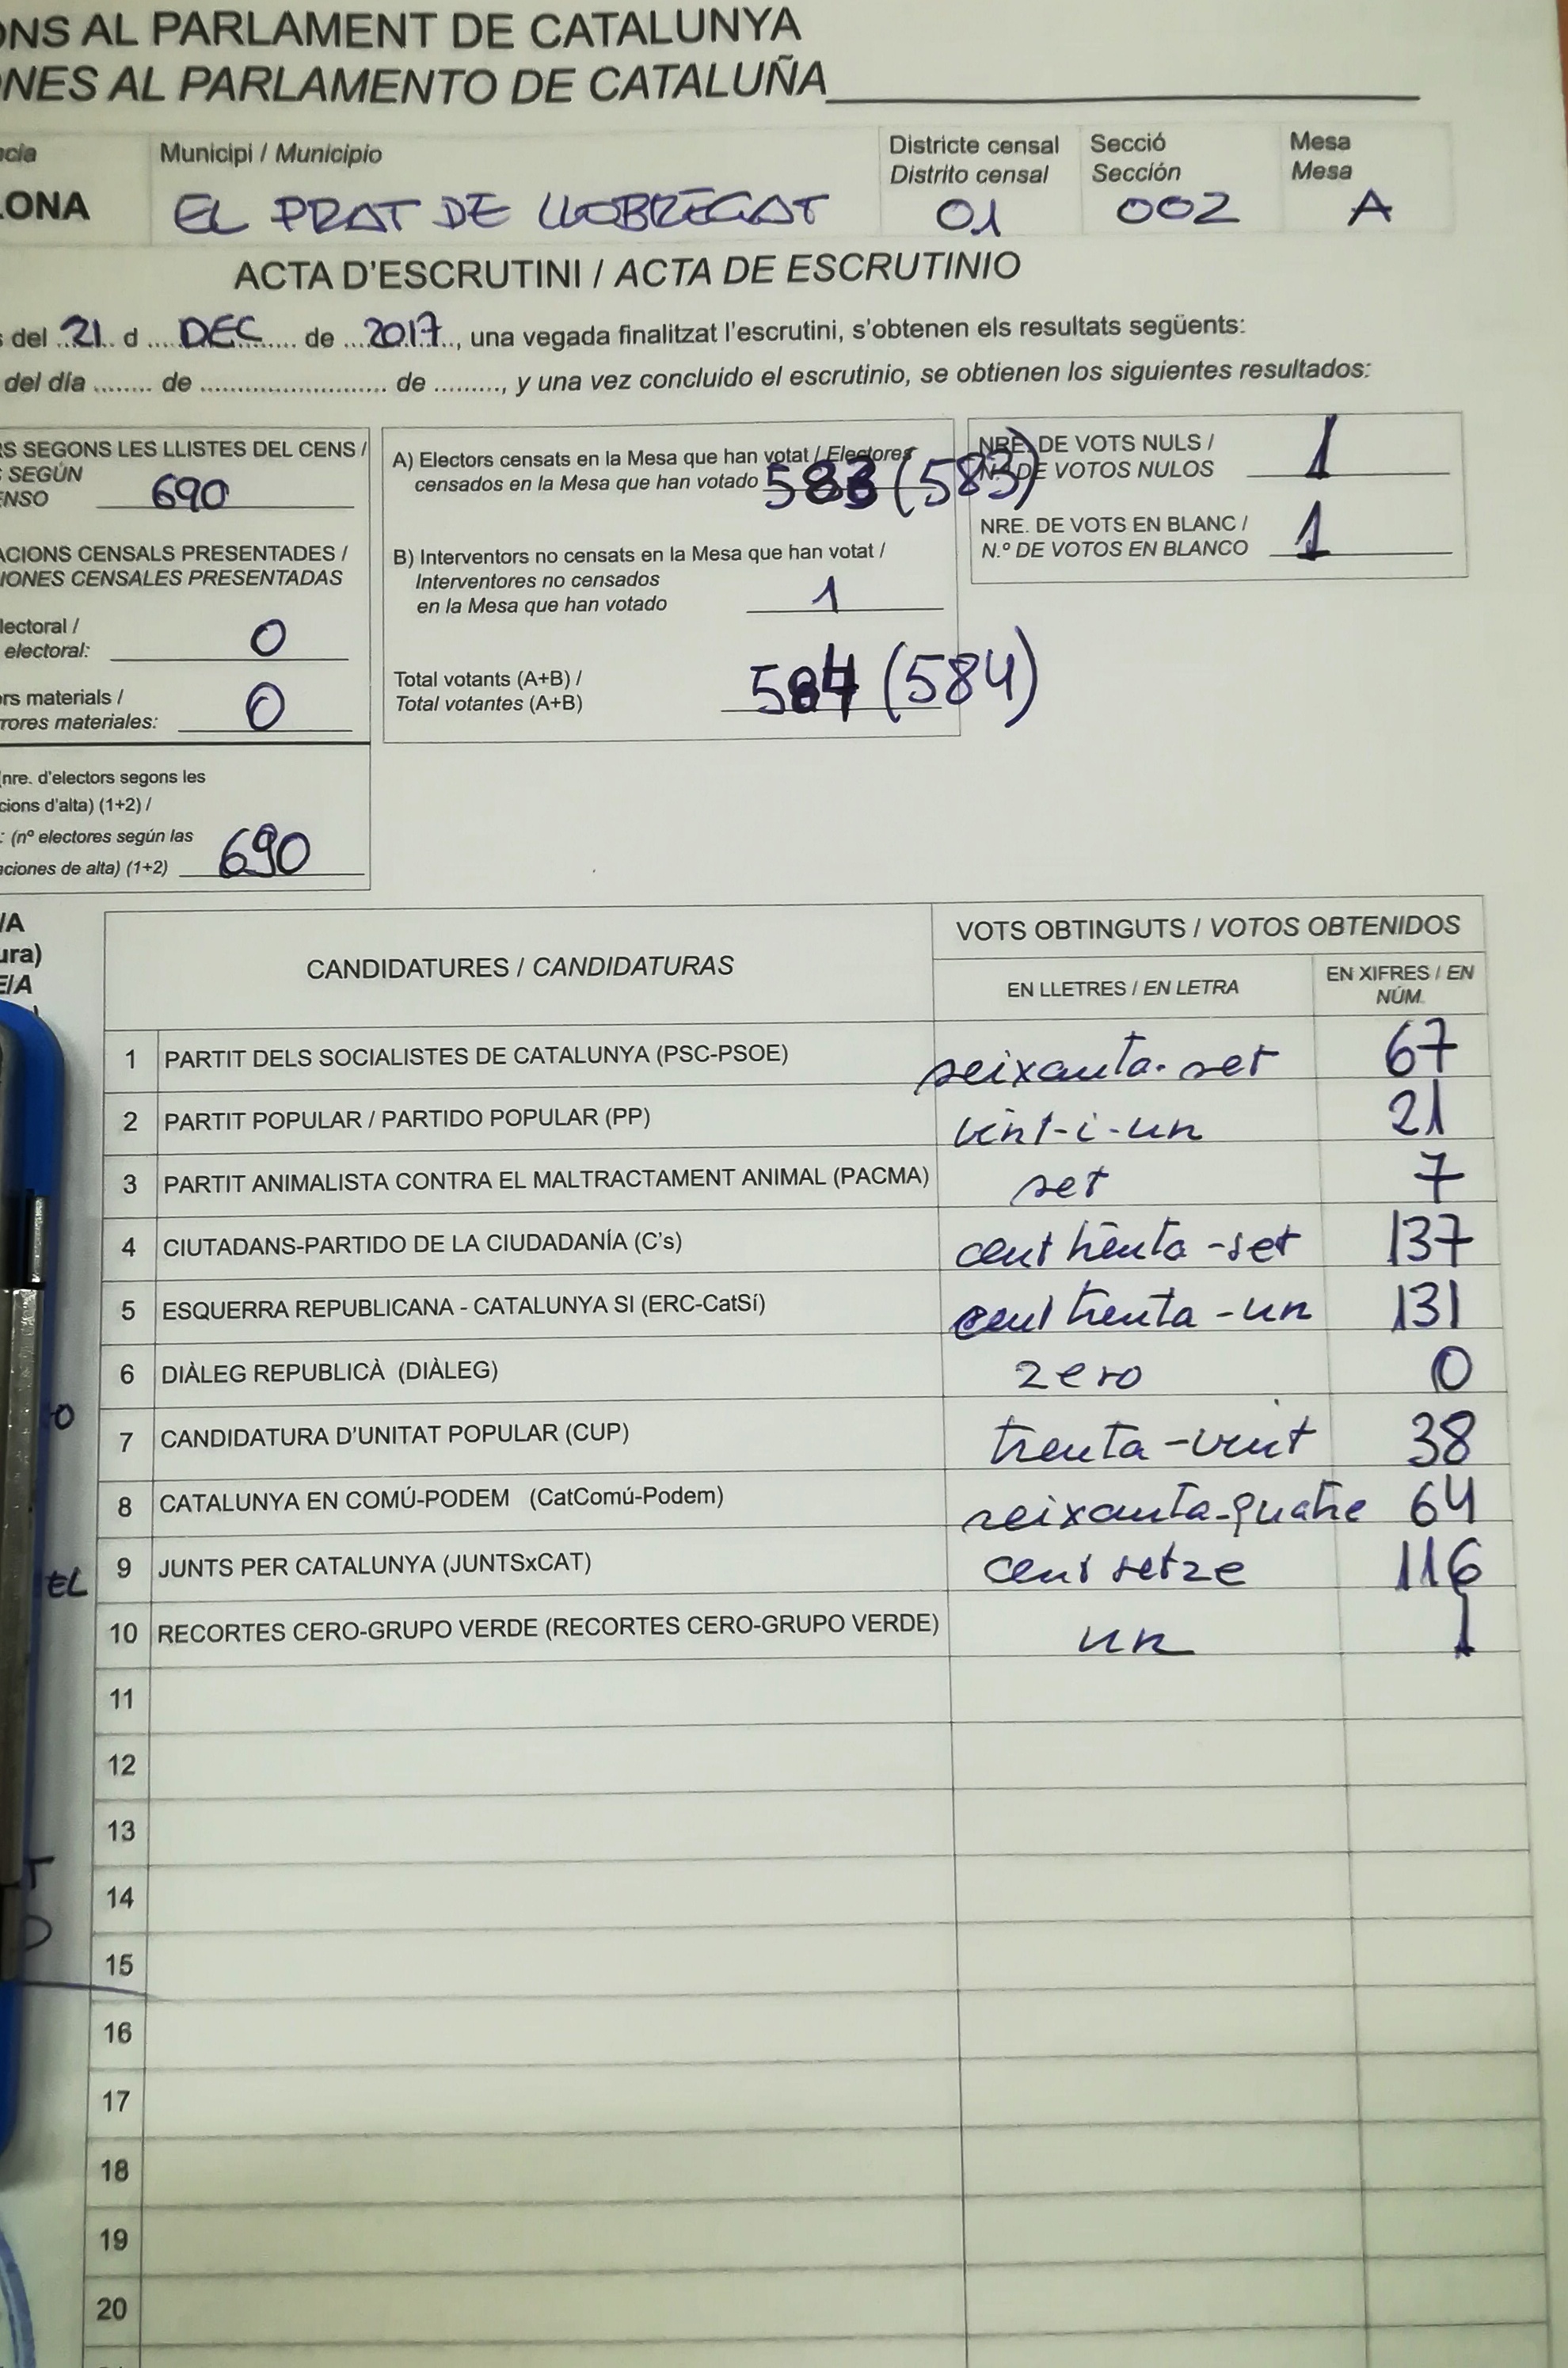 ONS AL PARLAMENT DE CATALUNYA
NES AL PARLAMENTO DE CATALUÑA
ncia
Municipi / Municipio
Districte censal
Distrito censal
Secció
Sección
Mesa
Mesa
LONA
EL PRAT DE LLOBREGAT
01
002
A
ACTA D'ESCRUTINI / ACTA DE ESCRUTINIO
s del 21 d DEC de 2017, una vegada finalitzat l'escrutini, s'obtenen els resultats següents:
del día ........ de ........................ de ........., y una vez concluido el escrutinio, se obtienen los siguientes resultados:
RS SEGONS LES LLISTES DEL CENS /
SEGÚN
ENSO 690
ACIONS CENSALS PRESENTADES /
IONES CENSALES PRESENTADAS
lectoral /
electoral: 0
ors materials /
rrores materiales: 0
(nre. d'electors segons les
cions d'alta) (1+2) /
: (nº electores según las
aciones de alta) (1+2) 690
A) Electors censats en la Mesa que han votat / Electores
censados en la Mesa que han votado 583 (583)
B) Interventors no censats en la Mesa que han votat /
Interventores no censados
en la Mesa que han votado 1
Total votants (A+B) /
Total votantes (A+B) 584 (584)
NRE. DE VOTS NULS /
N.º DE VOTOS NULOS 1
NRE. DE VOTS EN BLANC /
N.º DE VOTOS EN BLANCO 1
/A
ura)
E/A
CANDIDATURES / CANDIDATURAS
VOTS OBTINGUTS / VOTOS OBTENIDOS
EN LLETRES / EN LETRA
EN XIFRES / EN
NÚM.
1 PARTIT DELS SOCIALISTES DE CATALUNYA (PSC-PSOE) seixanta-set 67
2 PARTIT POPULAR / PARTIDO POPULAR (PP) vint-i-un 21
3 PARTIT ANIMALISTA CONTRA EL MALTRACTAMENT ANIMAL (PACMA) set 7
4 CIUTADANS-PARTIDO DE LA CIUDADANÍA (C's) cent trenta-set 137
5 ESQUERRA REPUBLICANA - CATALUNYA SI (ERC-CatSí) cent trenta-un 131
6 DIÀLEG REPUBLICÀ (DIÀLEG) zero 0
7 CANDIDATURA D'UNITAT POPULAR (CUP) trenta-vuit 38
8 CATALUNYA EN COMÚ-PODEM (CatComú-Podem) seixanta-quatre 64
9 JUNTS PER CATALUNYA (JUNTSxCAT) cent setze 116
10 RECORTES CERO-GRUPO VERDE (RECORTES CERO-GRUPO VERDE) un 1
EL
11
12
13
14
15
16
17
18
19
20